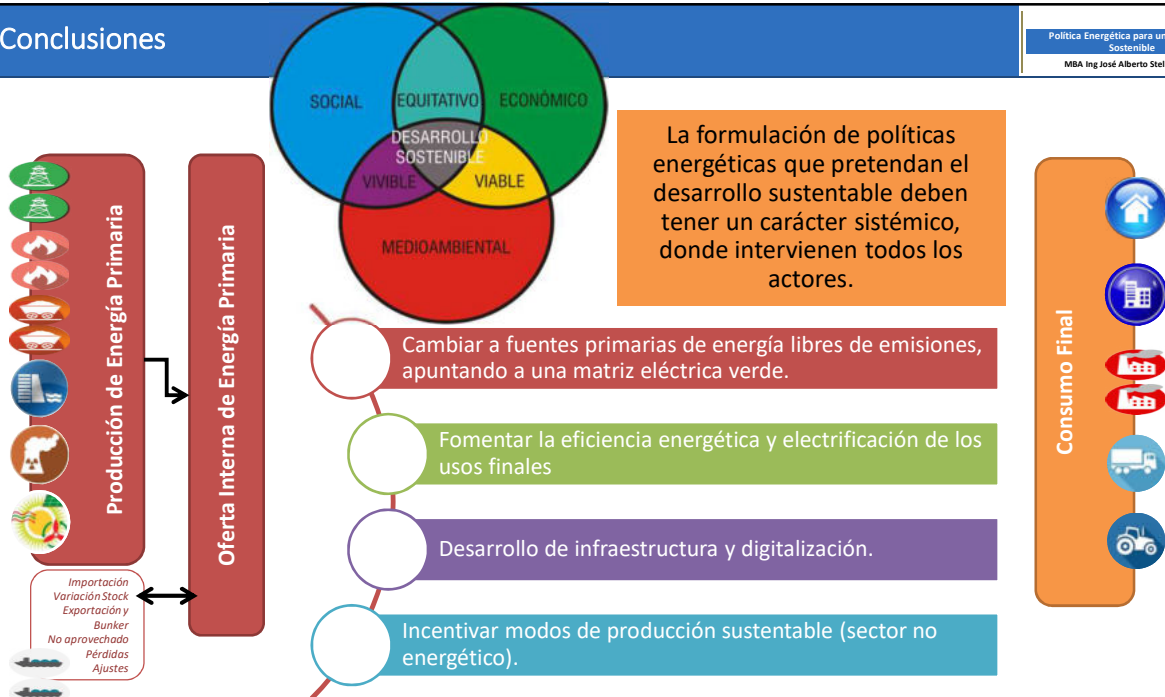 Conclusiones
Política Energética para un
Sostenible
MBA Ing José Alberto Stel
SOCIAL
EQUITATIVO
ECONÓMICO
DESARROLLO
SOSTENIBLE
VIVIBLE
VIABLE
MEDIOAMBIENTAL
La formulación de políticas
energéticas que pretendan el
desarrollo sustentable deben
tener un carácter sistémico,
donde intervienen todos los
actores.
Producción de Energía Primaria
Oferta Interna de Energía Primaria
Importación
Variación Stock
Exportación y
Bunker
No aprovechado
Pérdidas
Ajustes
Cambiar a fuentes primarias de energía libres de emisiones,
apuntando a una matriz eléctrica verde.
Fomentar la eficiencia energética y electrificación de los
usos finales
Desarrollo de infraestructura y digitalización.
Incentivar modos de producción sustentable (sector no
energético).
Consumo Final